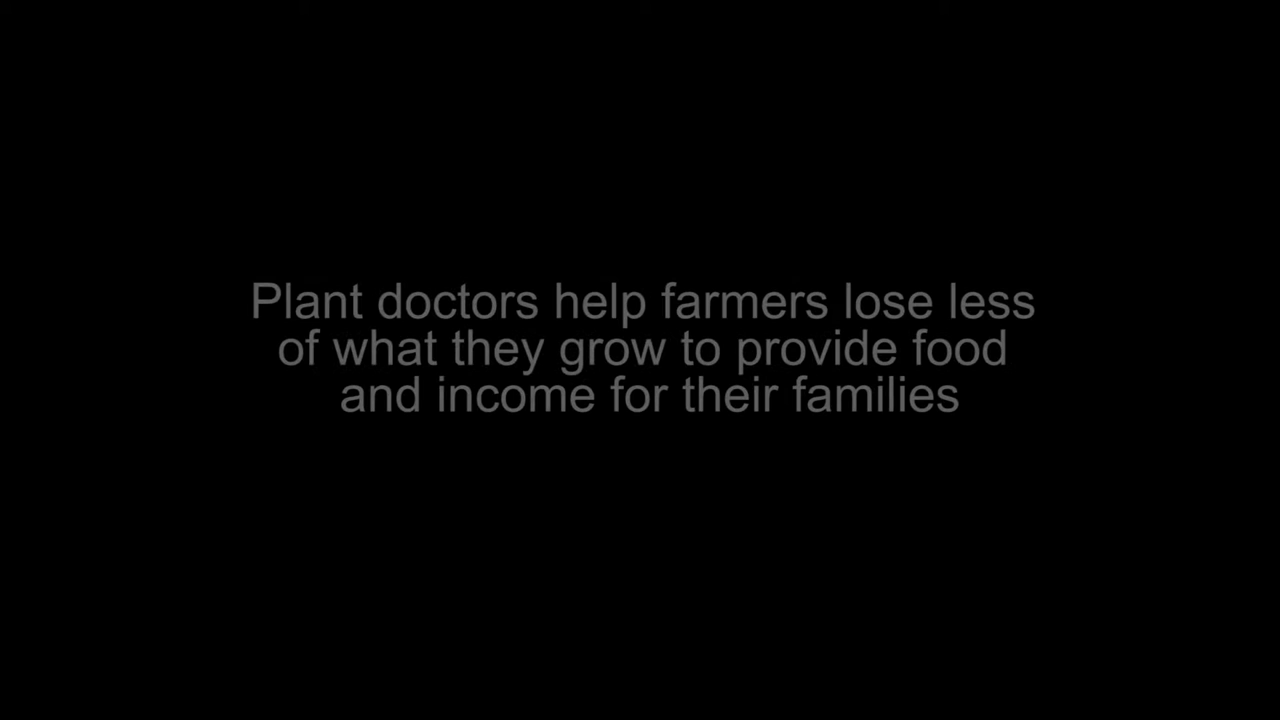 Plant doctors help farmers lose less
of what they grow to provide food
and income for their families